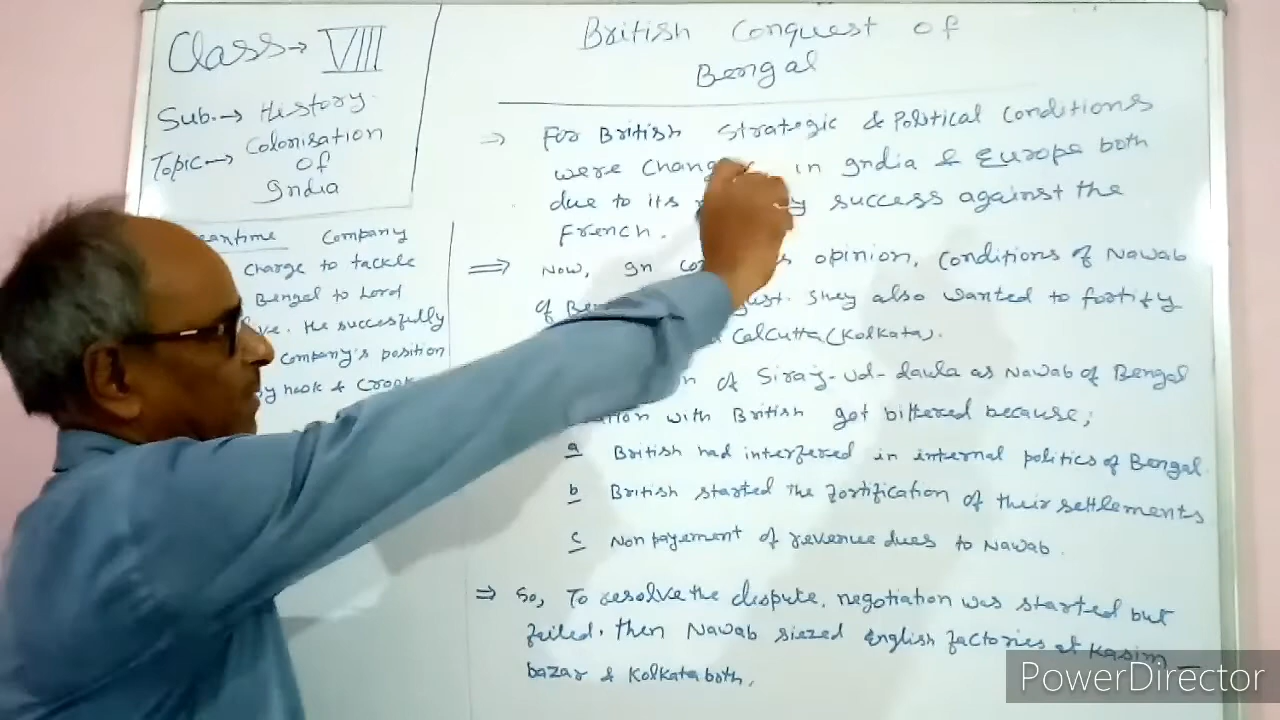 Class → VIII
Sub. → History.
Topic → Colonisation
of
India
meantime Company
charge to tackle
Bengal to Lord
He successfully
Company's position
by hook & Crook
British Conquest of
Bengal
→ For British strategic & Political Conditions
were in India & Europe both
due to its success against the
French.
⇒ Now, In opinion, Conditions of Nawab
of They also wanted to fortify
Calcutta (Kolkata).
of Siraj-ud-daula as Nawab of Bengal
with British got bittered because;
a British had interfered in internal politics of Bengal.
b British started the fortification of their settlements
c Non payement of revenue dues to Nawab.
⇒ So, To resolve the dispute, negotiation was started but
failed. then Nawab siezed English factories at Kasim-
bazar & Kolkata both.
PowerDirector